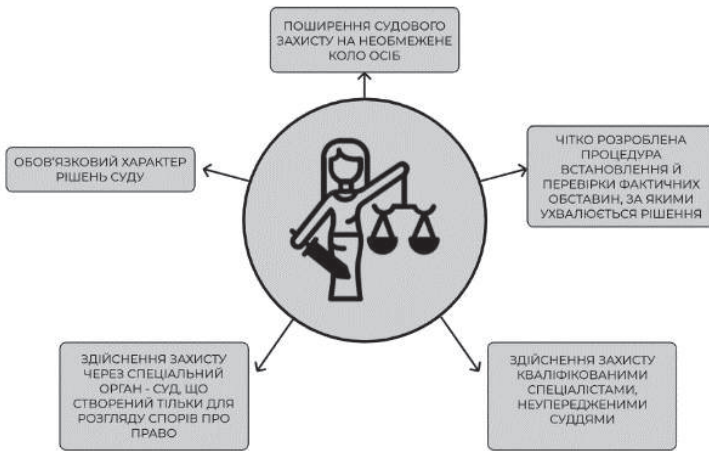 ПОШИРЕННЯ СУДОВОГО
ЗАХИСТУ НА НЕОБМЕЖЕНЕ
КОЛО ОСІБ
ОБОВ'ЯЗКОВИЙ ХАРАКТЕР
РІШЕНЬ СУДУ
ЧІТКО РОЗРОБЛЕНА
ПРОЦЕДУРА
ВСТАНОВЛЕННЯ Й
ПЕРЕВІРКИ ФАКТИЧНИХ
ОБСТАВИН, ЗА ЯКИМИ
УХВАЛЮЄТЬСЯ РІШЕННЯ
ЗДІЙСНЕННЯ ЗАХИСТУ
ЧЕРЕЗ СПЕЦІАЛЬНИЙ
ОРГАН - СУД, ЩО
СТВОРЕНИЙ ТІЛЬКИ ДЛЯ
РОЗГЛЯДУ СПОРІВ ПРО
ПРАВО
ЗДІЙСНЕННЯ ЗАХИСТУ
КВАЛІФІКОВАНИМИ
СПЕЦІАЛІСТАМИ,
НЕУПЕРЕДЖЕНИМИ
СУДДЯМИ